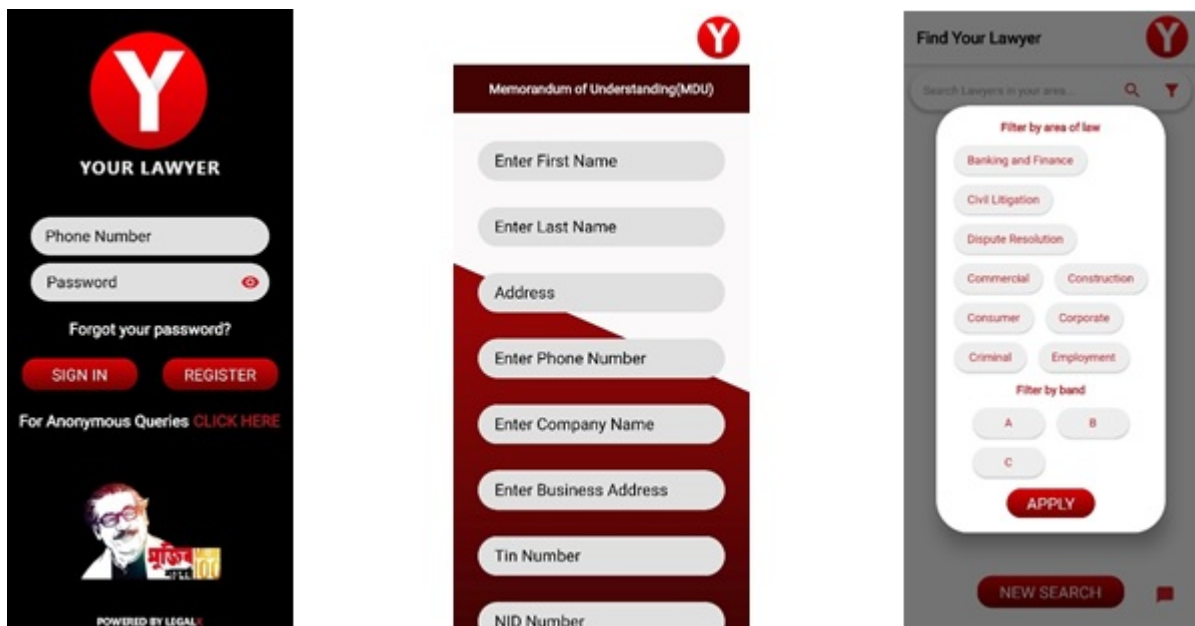 Y
YOUR LAWYER
Phone Number
Password
Forgot your password?
SIGN IN REGISTER
For Anonymous Queries CLICK HERE
মুজিব
100
POWERED BY LEGALX
Y
Memorandum of Understanding(MDU)
Enter First Name
Enter Last Name
Address
Enter Phone Number
Enter Company Name
Enter Business Address
Tin Number
NID Number
Find Your Lawyer
Y
Search Lawyers in your area...
Filter by area of law
Banking and Finance
Civil Litigation
Dispute Resolution
Commercial Construction
Consumer Corporate
Criminal Employment
Filter by band
A B
C
APPLY
NEW SEARCH